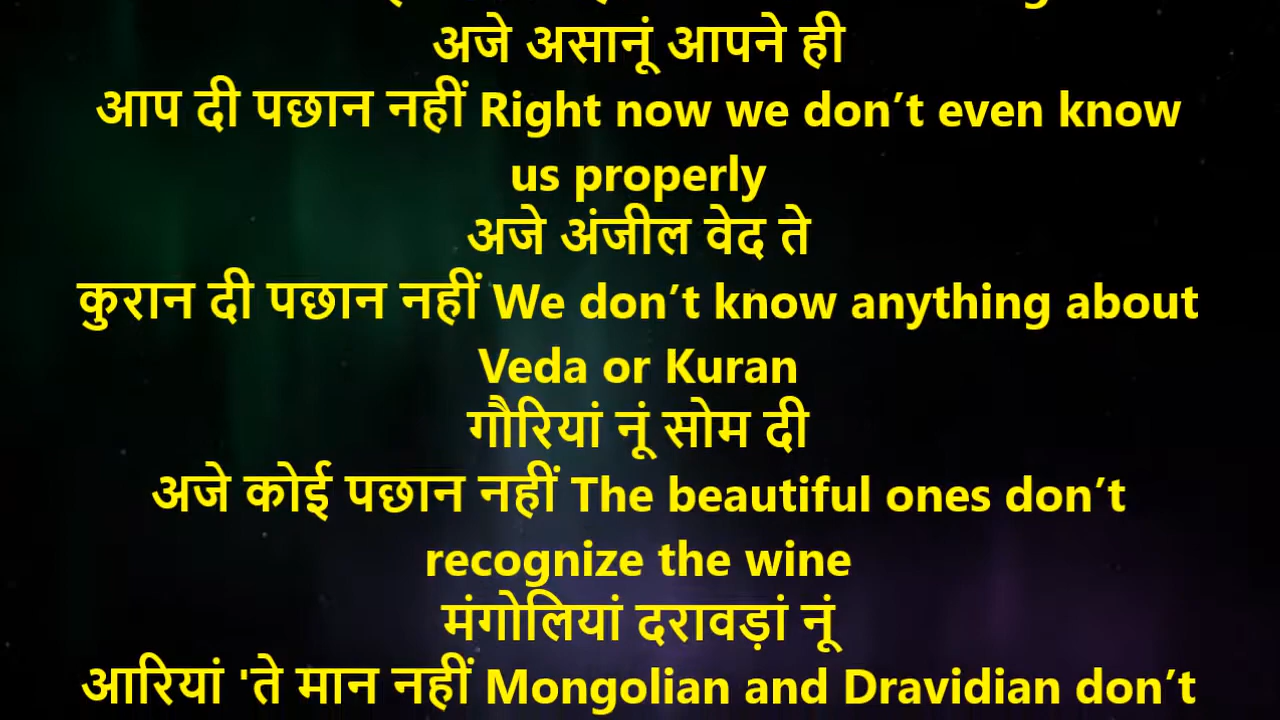 अजे असानूं आपने ही
आप दी पछान नहीं Right now we don’t even know
us properly
अजे अंजील वेद ते
कुरान दी पछान नहीं We don’t know anything about
Veda or Kuran
गौरियां नूं सोम दी
अजे कोई पछान नहीं The beautiful ones don’t
recognize the wine
मंगोलियां दरावड़ां नूं
आरियां 'ते मान नहीं Mongolian and Dravidian don’t